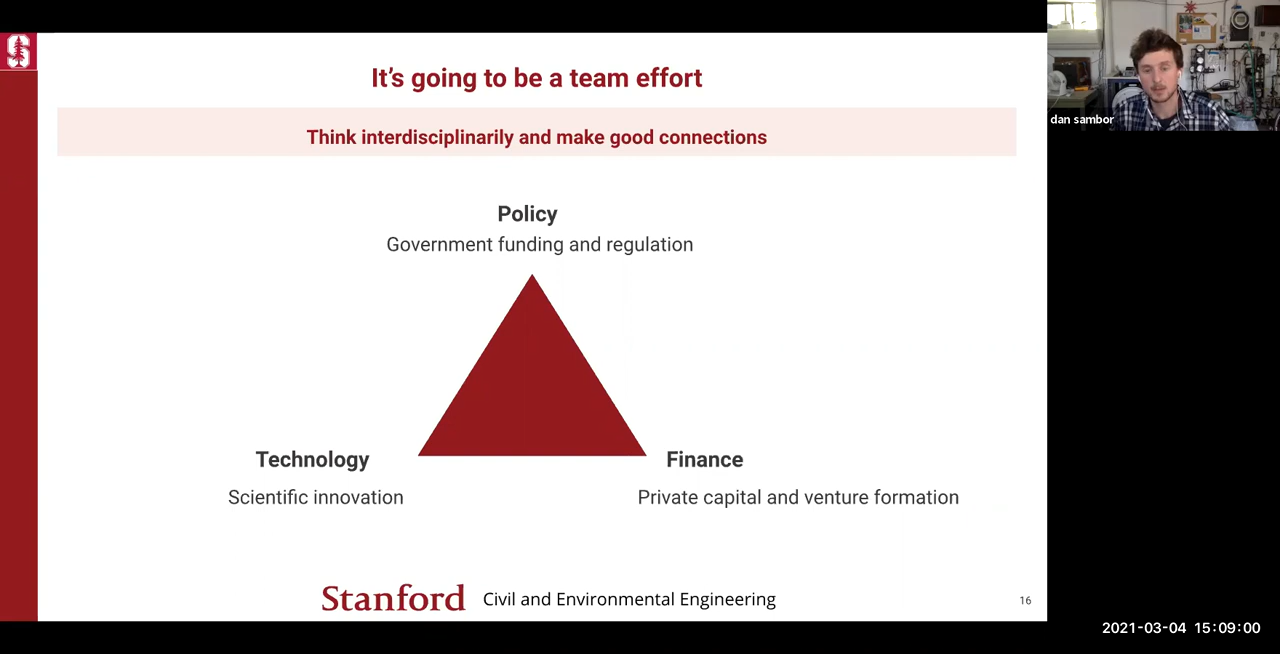 It's going to be a team effort
Think interdisciplinarily and make good connections
Policy
Government funding and regulation
Technology
Scientific innovation
Finance
Private capital and venture formation
Stanford Civil and Environmental Engineering
16
dan sambor
2021-03-04 15:09:00